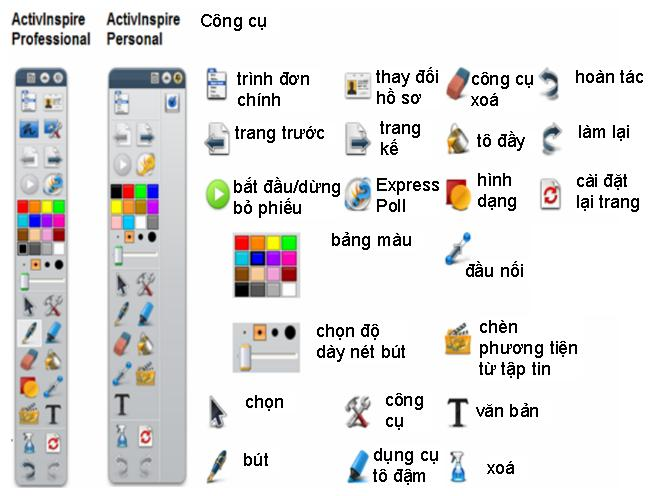 ActivInspire
Professional
ActivInspire
Personal
Công cụ
trình đơn
chính
thay đổi
hồ sơ
công cụ
xoá
hoàn tác
trang trước
trang
kế
tô đầy
làm lại
bắt đầu/dừng
bỏ phiếu
Express
Poll
hình
dạng
cài đặt
lại trang
bảng màu
đầu nối
chọn độ
dày nét bút
chèn
phương tiện
từ tập tin
chọn
công
cụ
văn bản
bút
dụng cụ
tô đậm
xoá